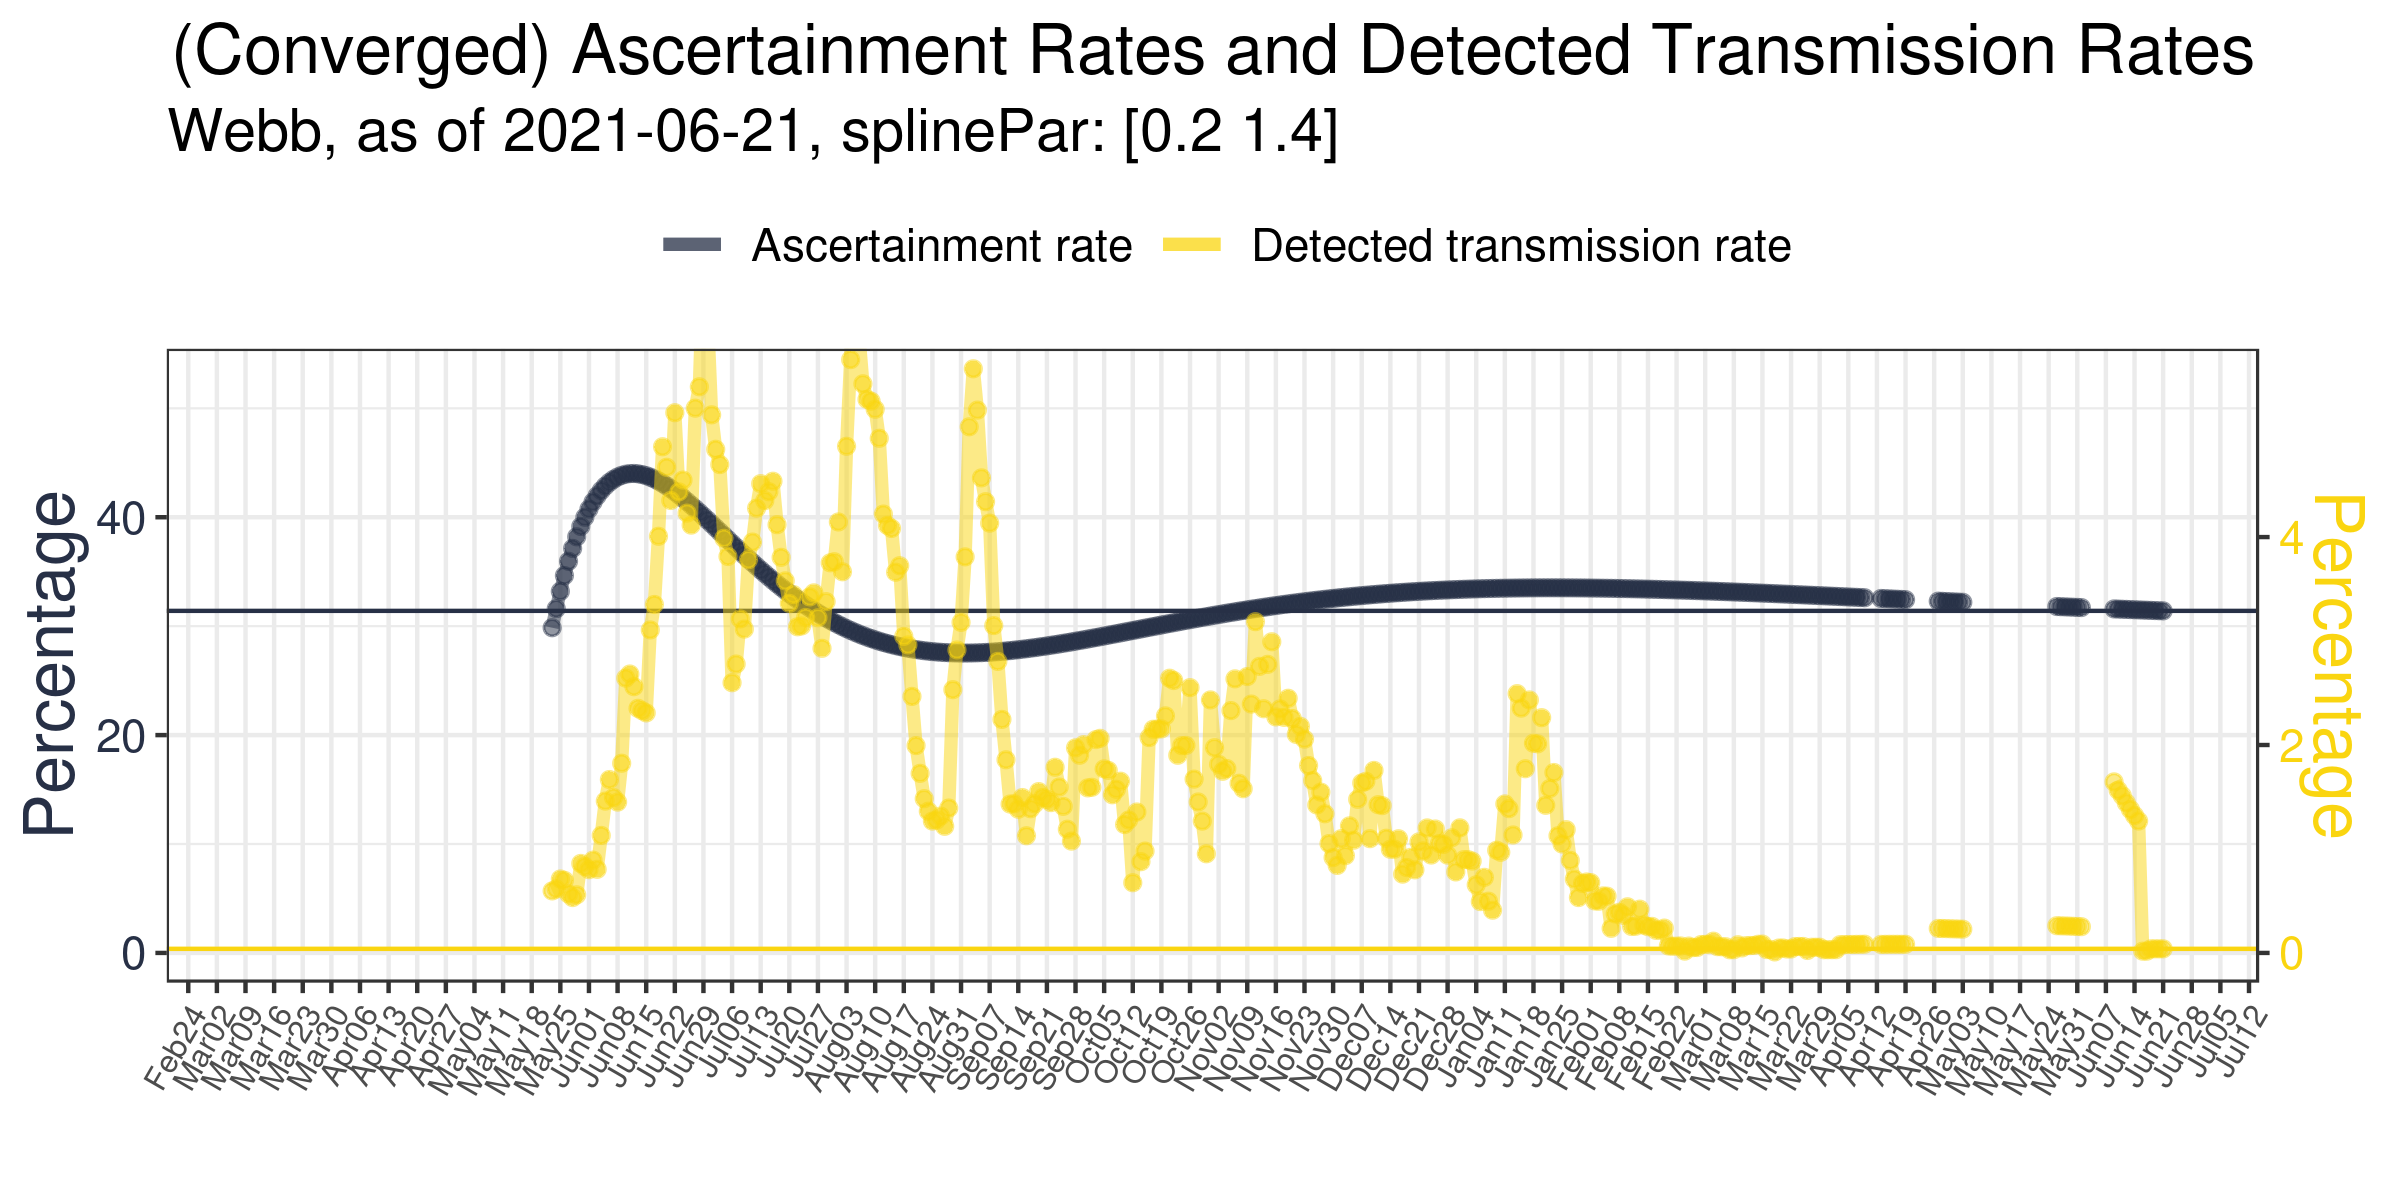 (Converged) Ascertainment Rates and Detected Transmission Rates
Webb, as of 2021-06-21, splinePar: [0.2 1.4]
Ascertainment rate
Detected transmission rate
Percentage
40
20
0
Percentage
4
2
0
Feb24
Mar02
Mar09
Mar16
Mar23
Mar30
Apr06
Apr13
Apr20
Apr27
May04
May11
May18
May25
Jun01
Jun08
Jun15
Jun22
Jun29
Jul06
Jul13
Jul20
Jul27
Aug03
Aug10
Aug17
Aug24
Aug31
Sep07
Sep14
Sep21
Sep28
Oct05
Oct12
Oct19
Oct26
Nov02
Nov09
Nov16
Nov23
Nov30
Dec07
Dec14
Dec21
Dec28
Jan04
Jan11
Jan18
Jan25
Feb01
Feb08
Feb15
Feb22
Mar01
Mar08
Mar15
Mar22
Mar29
Apr05
Apr12
Apr19
Apr26
May03
May10
May17
May24
May31
Jun07
Jun14
Jun21
Jun28
Jul05
Jul12